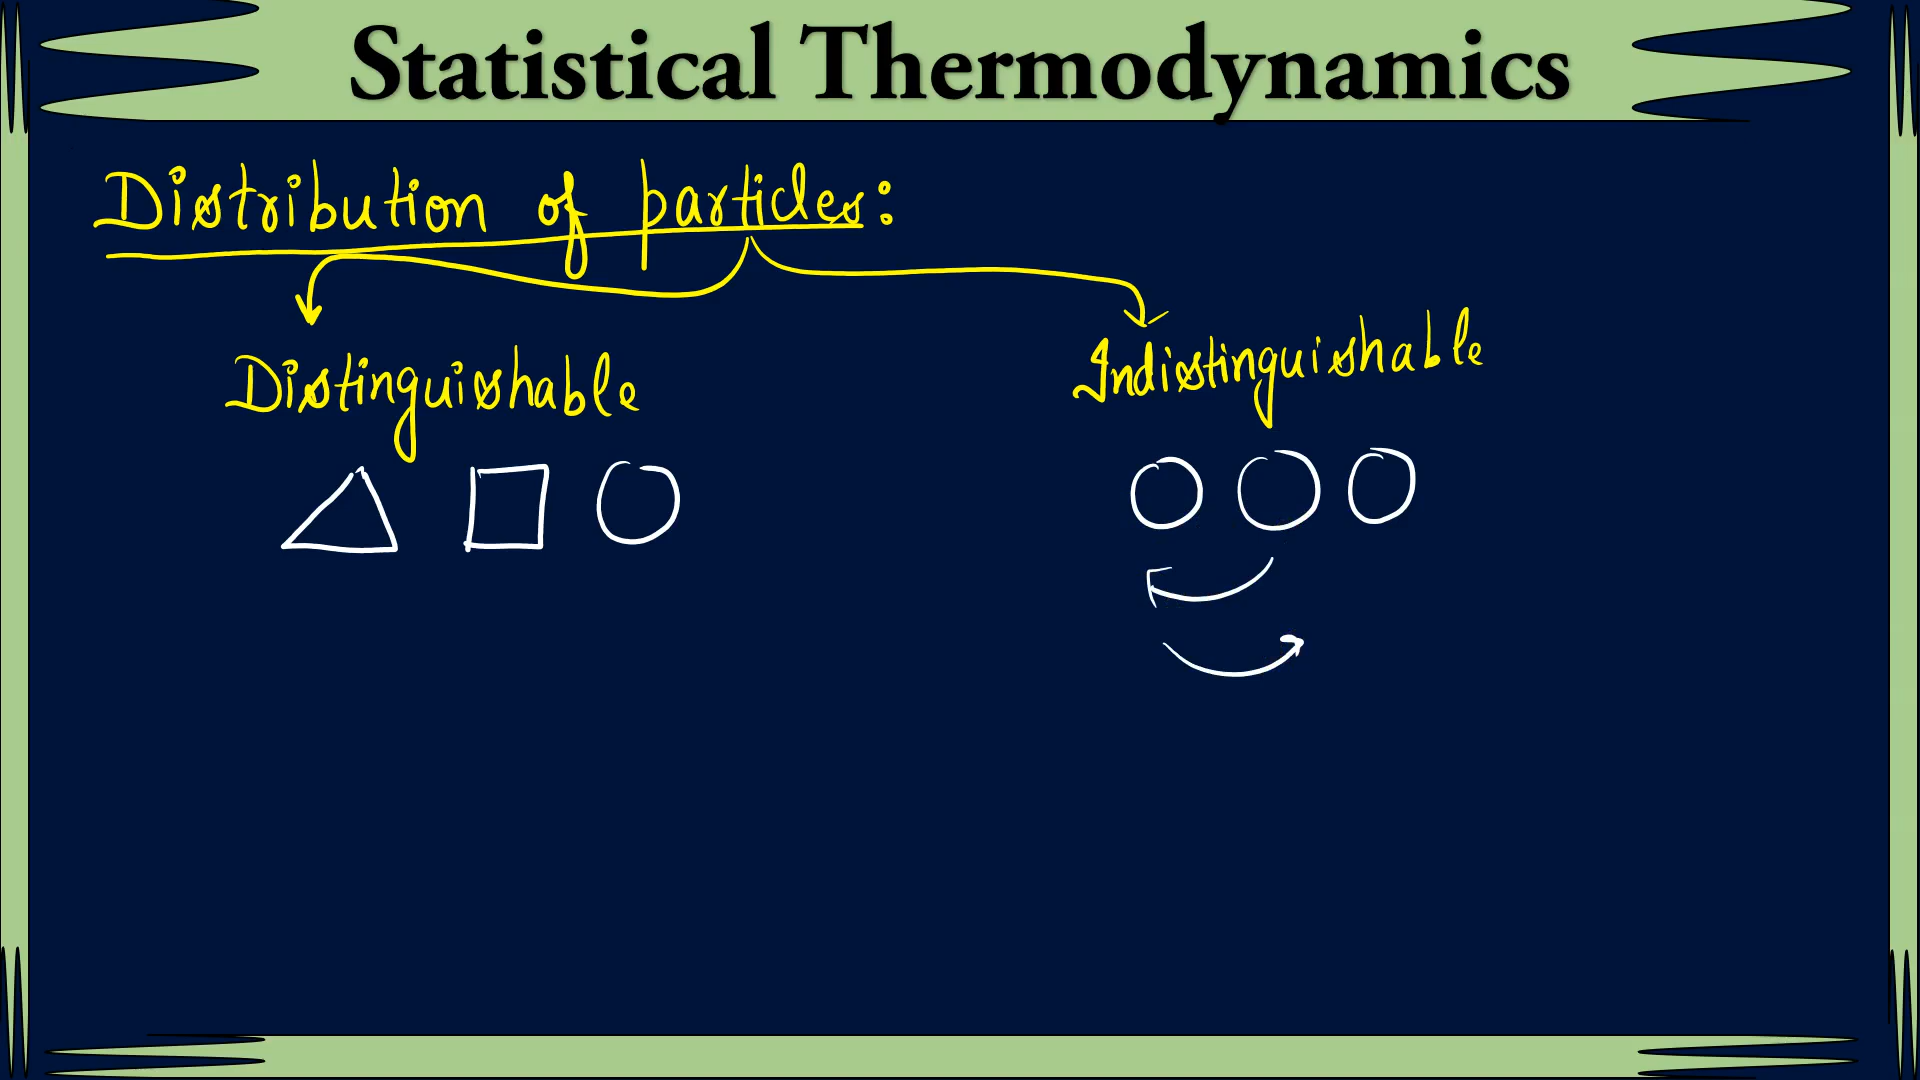 Statistical Thermodynamics
Distribution of particles:
Distinguishable
Indistinguishable